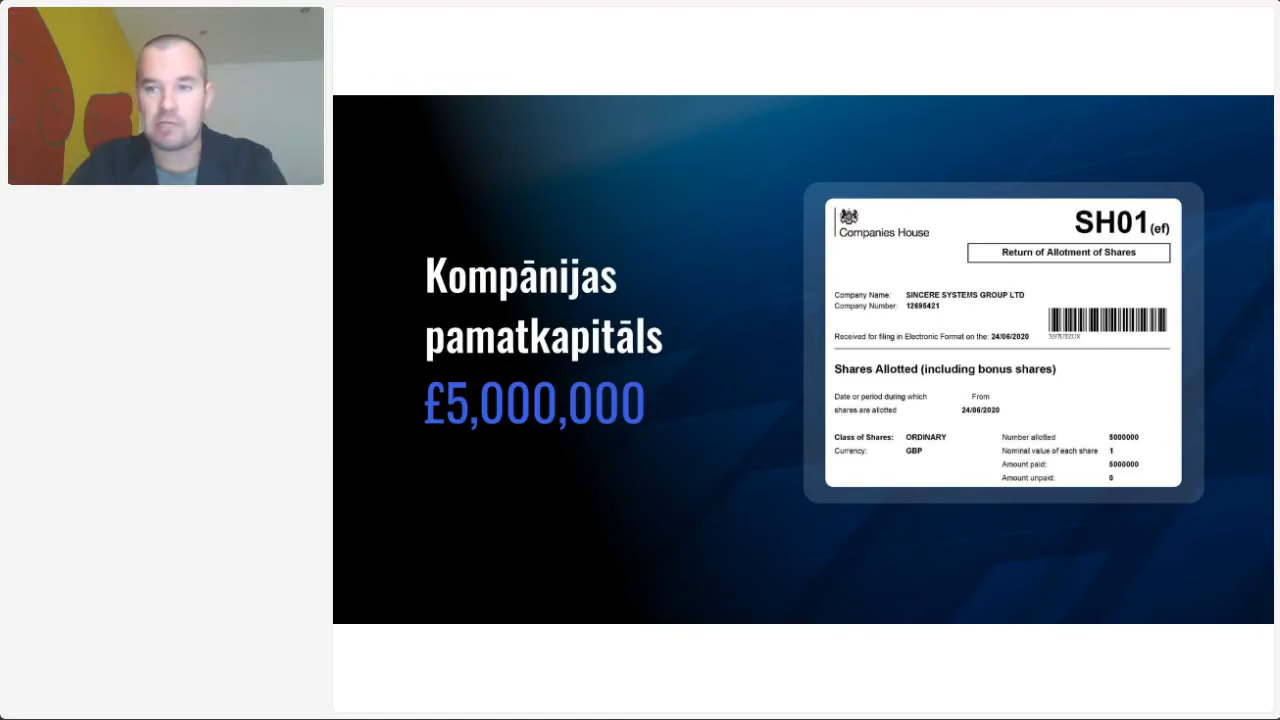 Kompānijas
pamatkapitāls
£5,000,000
Companies House
SH01(ef)
Return of Allotment of Shares
Company Name: SINCERE SYSTEMS GROUP LTD
Company Number: 12695421
Received for filing in Electronic Format on the: 24/06/2020
Shares Allotted (including bonus shares)
Date or period during which From
shares are allotted 24/06/2020
Class of Shares: ORDINARY Number allotted 5000000
Currency: GBP Nominal value of each share 1
Amount paid: 5000000
Amount unpaid: 0